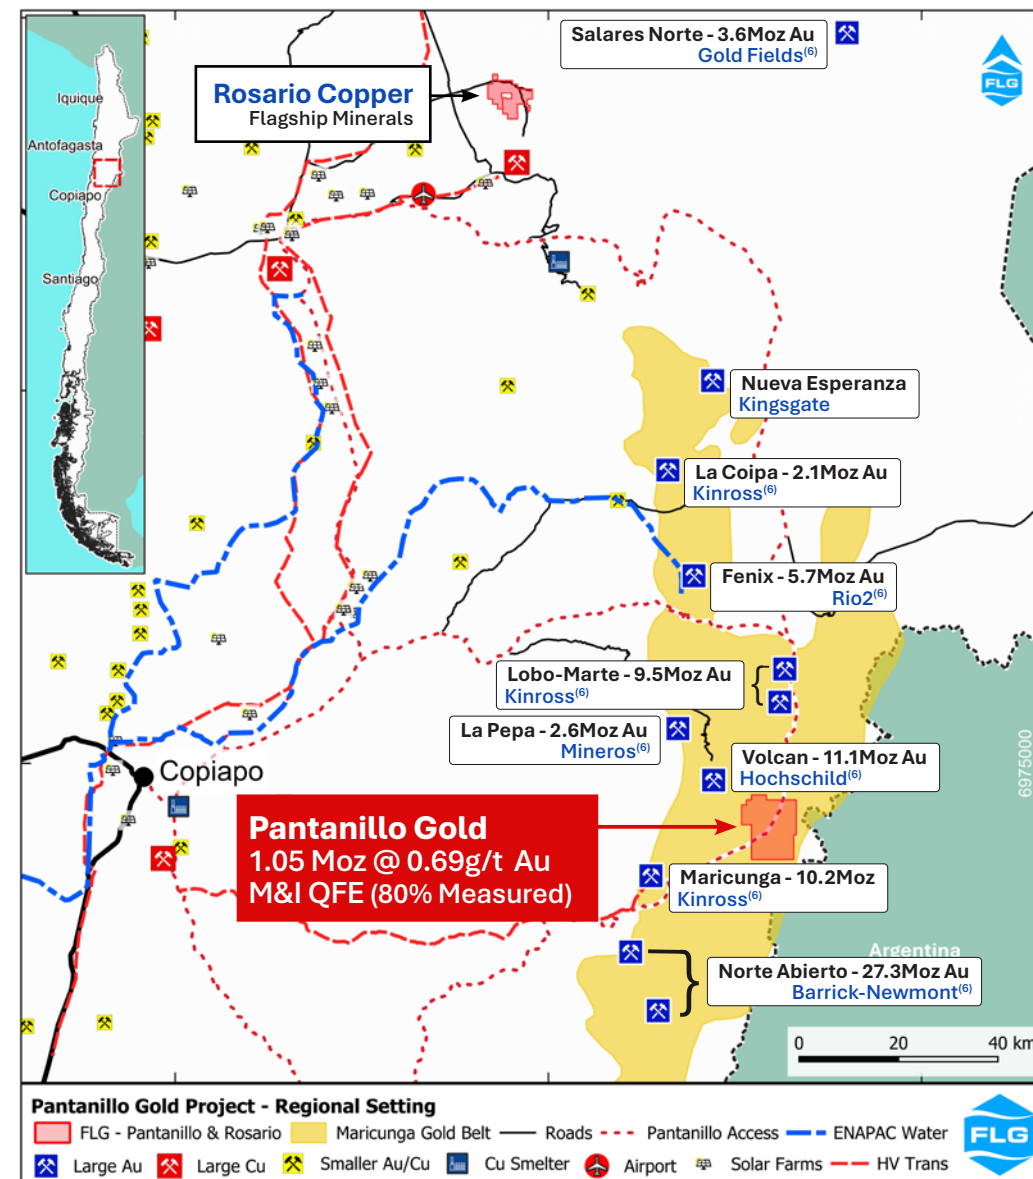 Salares Norte - 3.6Moz Au
Gold Fields(6)
FLG
Rosario Copper
Flagship Minerals
Iquique
Antofagasta
Copiapo
Santiago
Nueva Esperanza
Kingsgate
La Coipa - 2.1Moz Au
Kinross(6)
Fenix - 5.7Moz Au
Rio2(6)
Lobo-Marte - 9.5Moz Au
Kinross(6)
La Pepa - 2.6Moz Au
Mineros(6)
Volcan - 11.1Moz Au
Hochschild(6)
6975000
Copiapo
Pantanillo Gold
1.05 Moz @ 0.69g/t Au
M&I QFE (80% Measured)
Maricunga - 10.2Moz
Kinross(6)
Argentina
Norte Abierto - 27.3Moz Au
Barrick-Newmont(6)
0 20 40 km
Pantanillo Gold Project - Regional Setting
FLG - Pantanillo & Rosario Maricunga Gold Belt Roads Pantanillo Access ENAPAC Water
Large Au Large Cu Smaller Au/Cu Cu Smelter Airport Solar Farms HV Trans
FLG